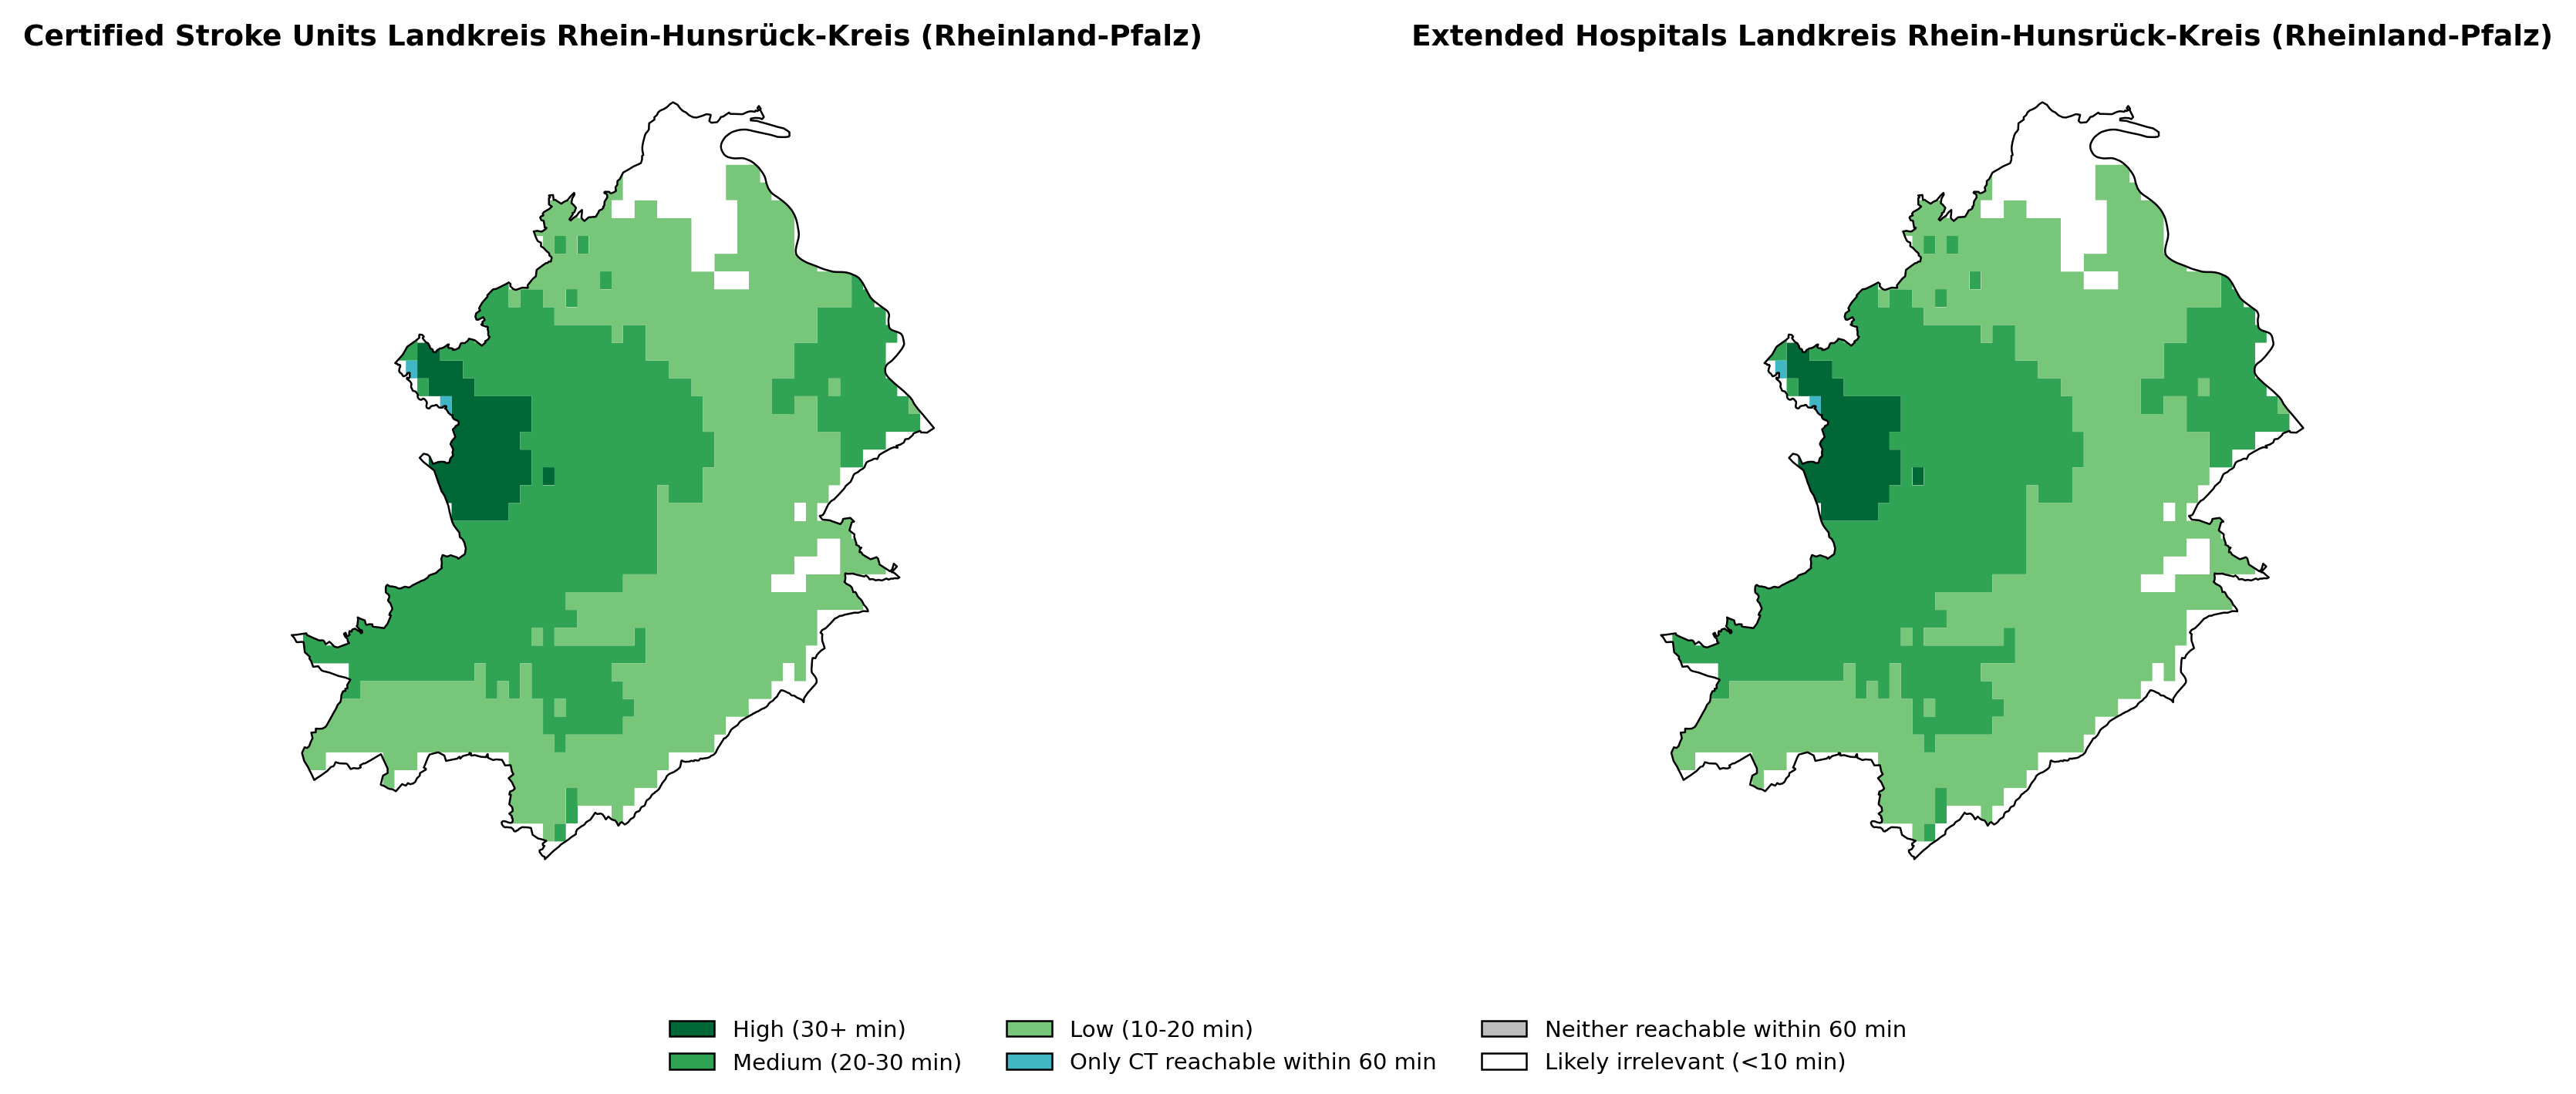 Certified Stroke Units Landkreis Rhein-Hunsrück-Kreis (Rheinland-Pfalz)
Extended Hospitals Landkreis Rhein-Hunsrück-Kreis (Rheinland-Pfalz)
High (30+ min)
Medium (20-30 min)
Low (10-20 min)
Only CT reachable within 60 min
Neither reachable within 60 min
Likely irrelevant (<10 min)